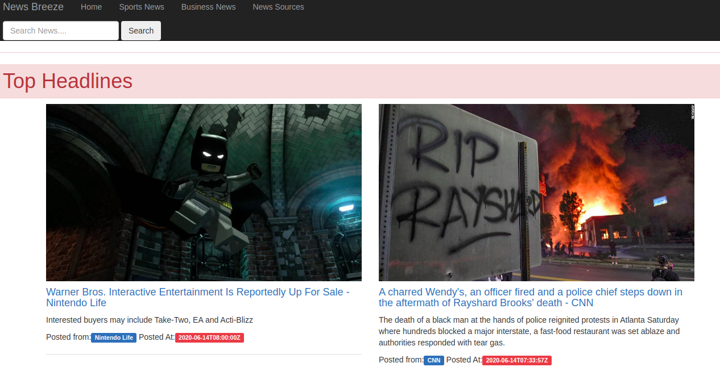 News Breeze Home Sports News Business News News Sources
Search News.... Search
Top Headlines
RIP
RAYSHARD
Warner Bros. Interactive Entertainment Is Reportedly Up For Sale -
Nintendo Life
Interested buyers may include Take-Two, EA and Acti-Blizz
Posted from: Nintendo Life Posted At: 2020-06-14T08:00:00Z
A charred Wendy's, an officer fired and a police chief steps down in
the aftermath of Rayshard Brooks' death - CNN
The death of a black man at the hands of police reignited protests in Atlanta Saturday
where hundreds blocked a major interstate, a fast-food restaurant was set ablaze and
authorities responded with tear gas.
Posted from: CNN Posted At: 2020-06-14T07:33:57Z